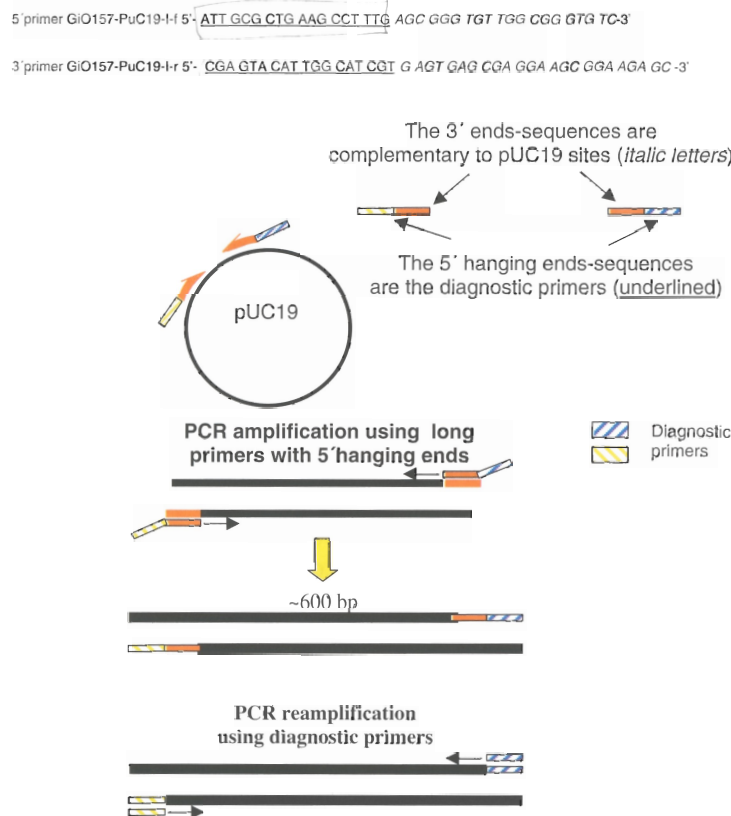 5´primer GiO157-PuC19-I-f 5'- ATT GCG CTG AAG CCT TTG AGC GGG TGT TGG CGG GTG TC-3'
3´primer GiO157-PuC19-I-r 5'- CGA GTA CAT TGG CAT CGT G AGT GAG CGA GGA AGC GGA AGA GC -3'
The 3´ ends-sequences are
complementary to pUC19 sites (italic letters)
The 5´ hanging ends-sequences
are the diagnostic primers (underlined)
pUC19
PCR amplification using long
primers with 5´hanging ends
Diagnostic
primers
~600 bp
PCR reamplification
using diagnostic primers